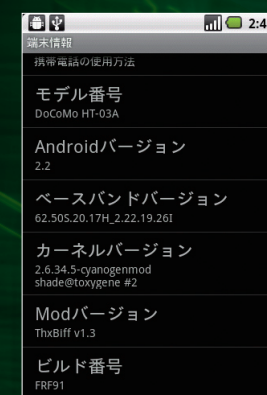 2:4
端末情報
携帯電話の使用方法
モデル番号
DoCoMo HT-03A
Androidバージョン
2.2
ベースバンドバージョン
62.50S.20.17H_2.22.19.26I
カーネルバージョン
2.6.34.5-cyanogenmod
shade@toxygene #2
Modバージョン
ThxBiff v1.3
ビルド番号
FRF91